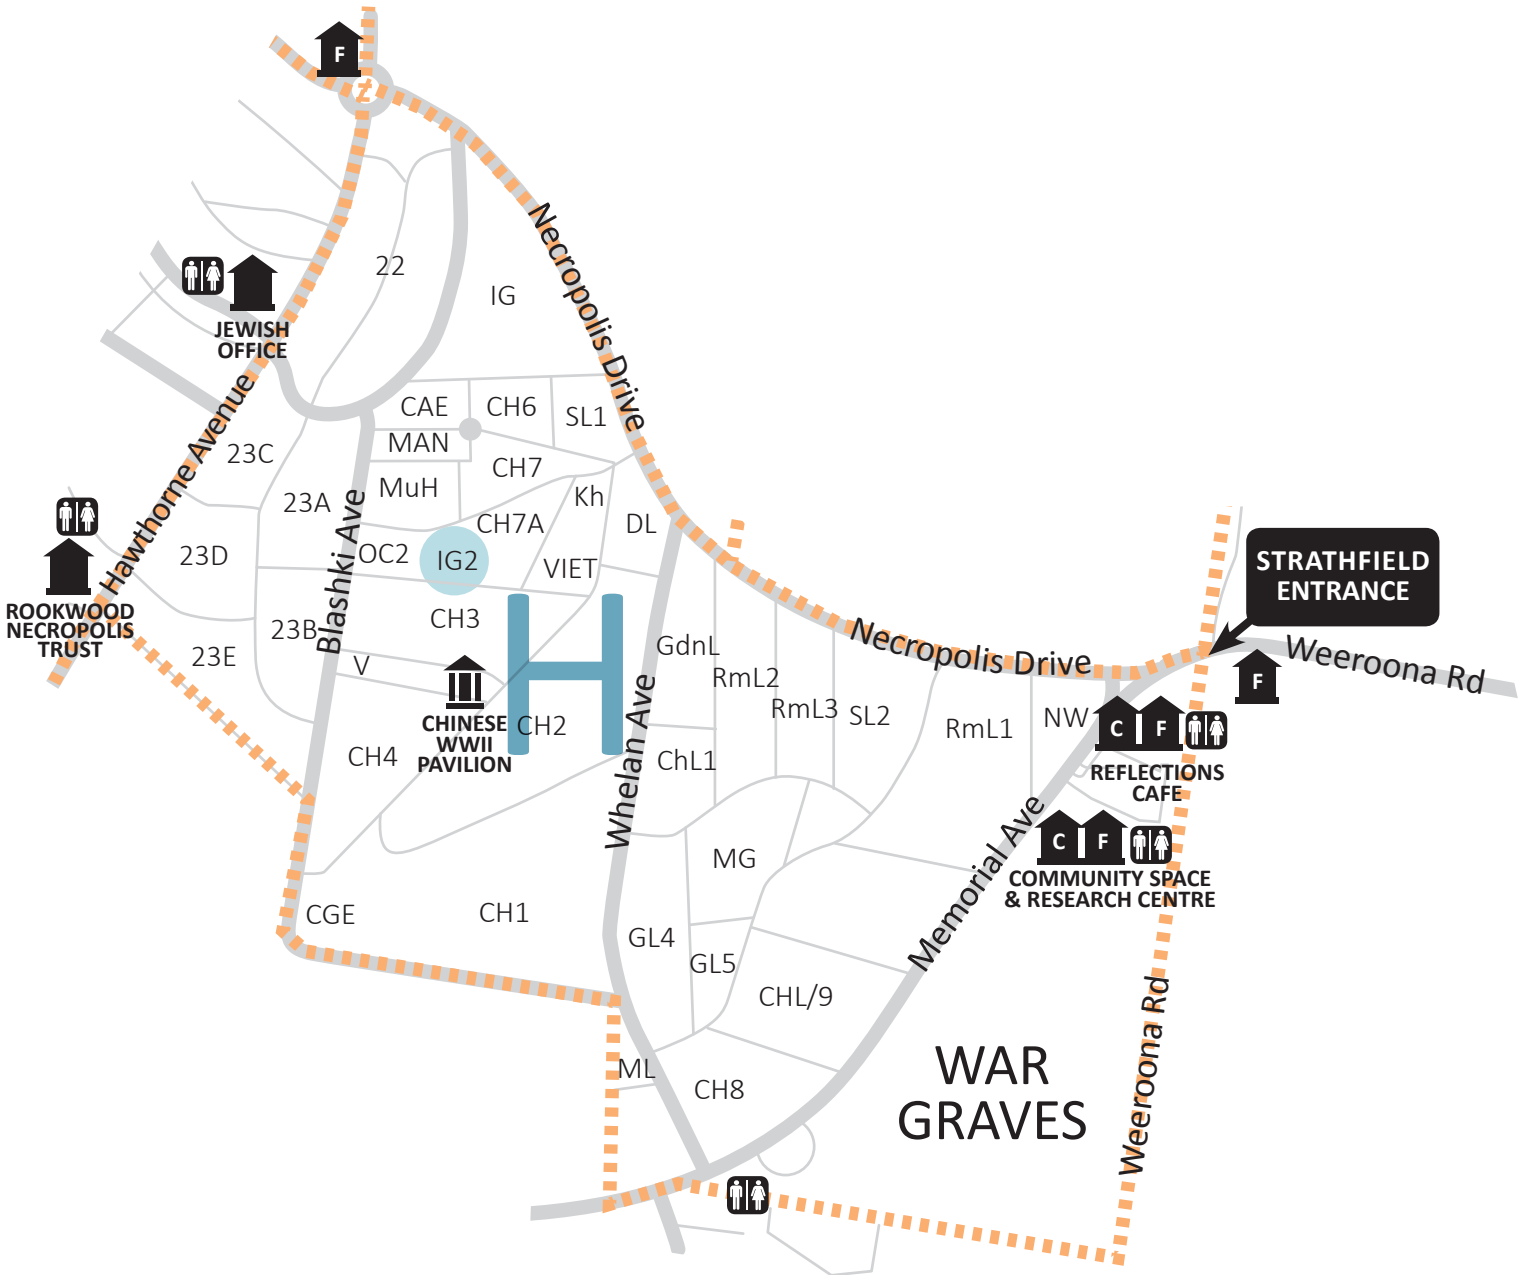 F
22
IG
JEWISH
OFFICE
Necropolis Drive
CAE
CH6
SL1
MAN
23C
CH7
MuH
Kh
23A
CH7A
DL
Hawthorne Avenue
Blashki Ave
OC2
IG2
VIET
23D
STRATHFIELD
ENTRANCE
ROOKWOOD
NECROPOLIS
TRUST
CH3
23B
23E
V
H
GdnL
RmL2
RmL3
SL2
Necropolis Drive
Weeroona Rd
F
RmL1
NW
C
F
REFLECTIONS
CAFE
CHINESE
WWII
PAVILION
CH2
CH4
ChL1
Whelan Ave
Memorial Ave
C
F
COMMUNITY SPACE
& RESEARCH CENTRE
MG
CGE
CH1
GL4
GL5
CHL/9
Weeroona Rd
WAR
GRAVES
ML
CH8